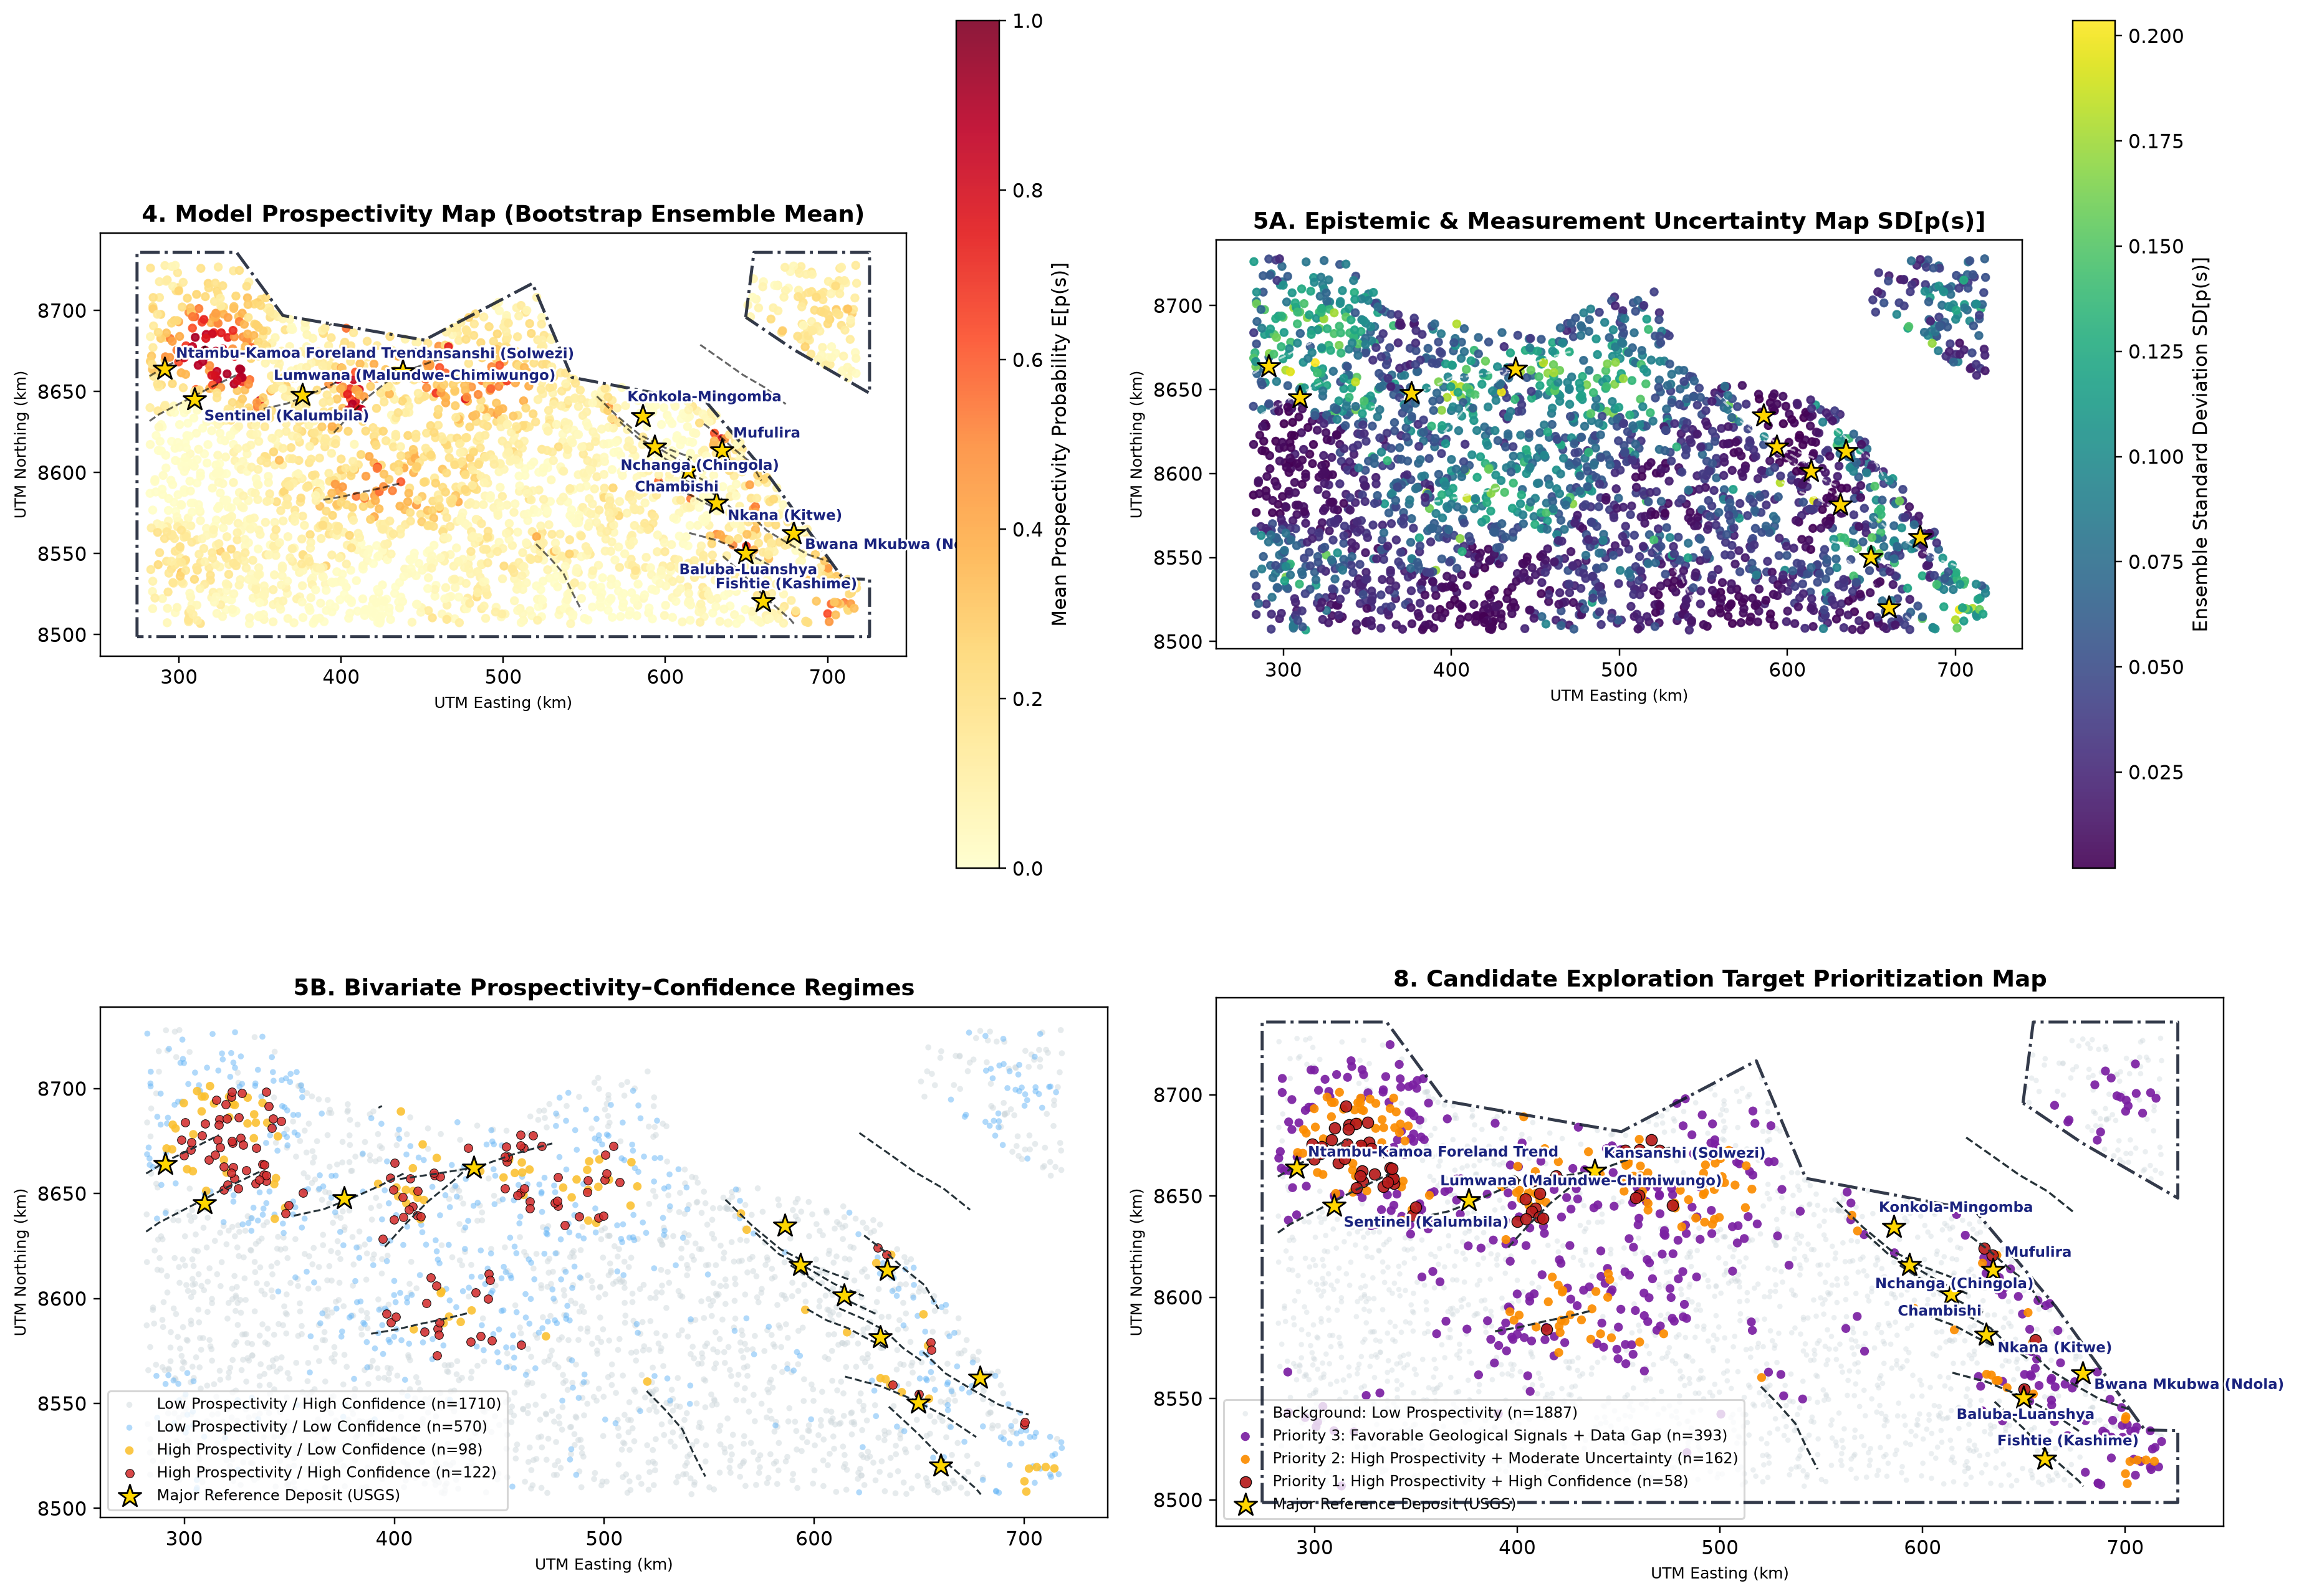 4. Model Prospectivity Map (Bootstrap Ensemble Mean)
UTM Northing (km)
8700
8650
8600
8550
8500
300
400
500
600
700
UTM Easting (km)
Ntambu-Kamoa Foreland Trend
ansanshi (Solwezi)
Lumwana (Malundwe-Chimiwungo)
Sentinel (Kalumbila)
Konkola-Mingomba
Mufulira
Nchanga (Chingola)
Chambishi
Nkana (Kitwe)
Bwana Mkubwa (N
Baluba-Luanshya
Fishtie (Kashime)
1.0
0.8
0.6
0.4
0.2
0.0
Mean Prospectivity Probability E[p(s)]
5A. Epistemic & Measurement Uncertainty Map SD[p(s)]
UTM Northing (km)
8700
8650
8600
8550
8500
300
400
500
600
700
UTM Easting (km)
0.200
0.175
0.150
0.125
0.100
0.075
0.050
0.025
Ensemble Standard Deviation SD[p(s)]
5B. Bivariate Prospectivity–Confidence Regimes
UTM Northing (km)
8700
8650
8600
8550
8500
Low Prospectivity / High Confidence (n=1710)
Low Prospectivity / Low Confidence (n=570)
High Prospectivity / Low Confidence (n=98)
High Prospectivity / High Confidence (n=122)
Major Reference Deposit (USGS)
300
400
500
600
700
UTM Easting (km)
8. Candidate Exploration Target Prioritization Map
UTM Northing (km)
8700
8650
8600
8550
8500
Ntambu-Kamoa Foreland Trend
Kansanshi (Solwezi)
Lumwana (Malundwe-Chimiwungo)
Sentinel (Kalumbila)
Konkola-Mingomba
Mufulira
Nchanga (Chingola)
Chambishi
Nkana (Kitwe)
Bwana Mkubwa (Ndola)
Baluba-Luanshya
Fishtie (Kashime)
Background: Low Prospectivity (n=1887)
Priority 3: Favorable Geological Signals + Data Gap (n=393)
Priority 2: High Prospectivity + Moderate Uncertainty (n=162)
Priority 1: High Prospectivity + High Confidence (n=58)
Major Reference Deposit (USGS)
300
400
500
600
700
UTM Easting (km)